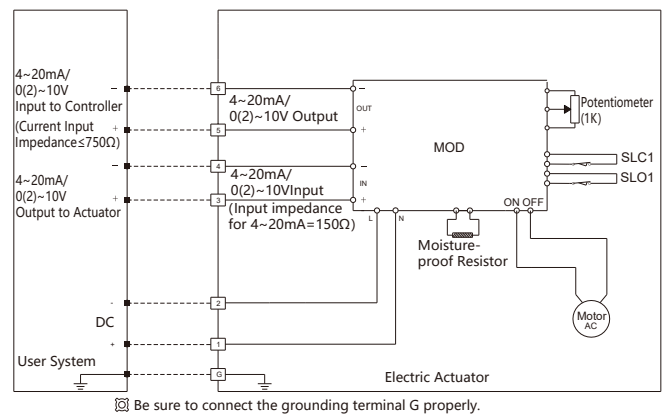 4~20mA/
0(2)~10V
Input to Controller
(Current Input
Impedance≤750Ω)
−
+
4~20mA/
0(2)~10V
Output to Actuator
−
+
DC
-
+
User System
6
5
4
3
2
1
G
4~20mA/
0(2)~10V Output
4~20mA/
0(2)~10VInput
(Input impedance
for 4~20mA=150Ω)
−
OUT
+
−
IN
+
MOD
L
N
ON OFF
Potentiometer
(1K)
SLC1
SLO1
Moisture-
proof Resistor
Motor
AC
Electric Actuator
Be sure to connect the grounding terminal G properly.